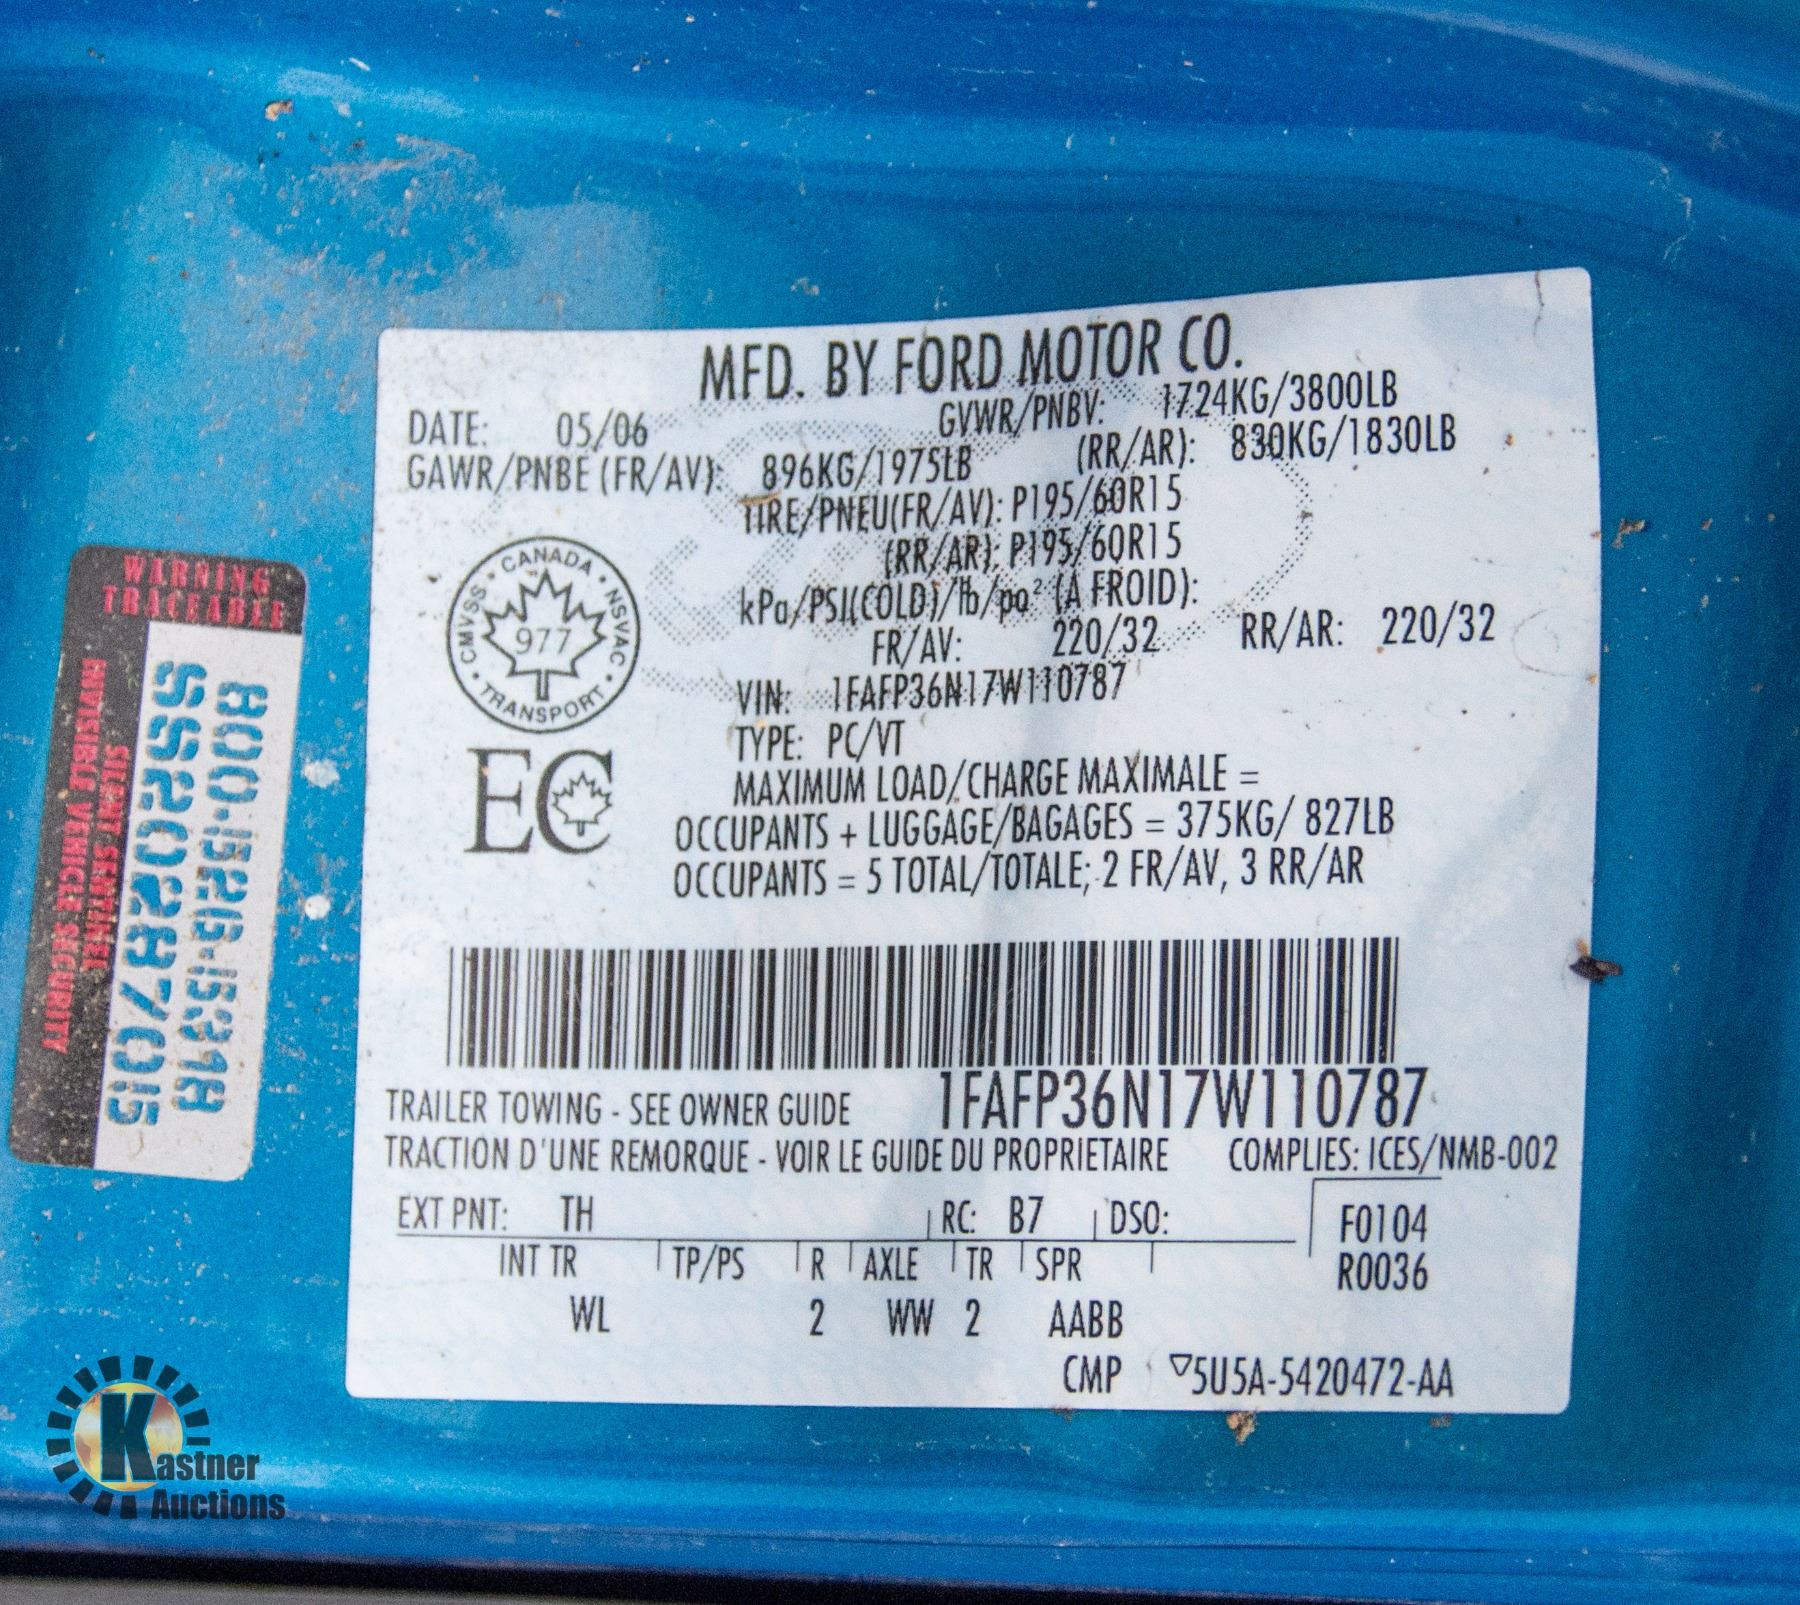 MFD. BY FORD MOTOR CO.
DATE: 05/06 GVWR/PNBV: 1724KG/3800LB
GAWR/PNBE (FR/AV): 896KG/1975LB (RR/AR): 830KG/1830LB
TIRE/PNEU(FR/AV): P195/60R15
(RR/AR): P195/60R15
kPa/PSI(COLD)/lb/po² (A FROID):
FR/AV: 220/32 RR/AR: 220/32
VIN: 1FAFP36N17W110787
TYPE: PC/VT
MAXIMUM LOAD/CHARGE MAXIMALE =
OCCUPANTS + LUGGAGE/BAGAGES = 375KG/ 827LB
OCCUPANTS = 5 TOTAL/TOTALE; 2 FR/AV, 3 RR/AR
CANADA • NSVAC • TRANSPORT • CMVSS •
977
EC
TRAILER TOWING - SEE OWNER GUIDE 1FAFP36N17W110787
TRACTION D'UNE REMORQUE - VOIR LE GUIDE DU PROPRIETAIRE COMPLIES: ICES/NMB-002
EXT PNT: TH RC: B7 DSO: F0104
INT TR TP/PS R AXLE TR SPR R0036
WL 2 WW 2 AABB
CMP ▽5U5A-5420472-AA
WARNING
TRACEABLE
800-1526-15318
SS20287015
SILENT SENTINEL
INVISIBLE VEHICLE SECURITY
Kastner
Auctions